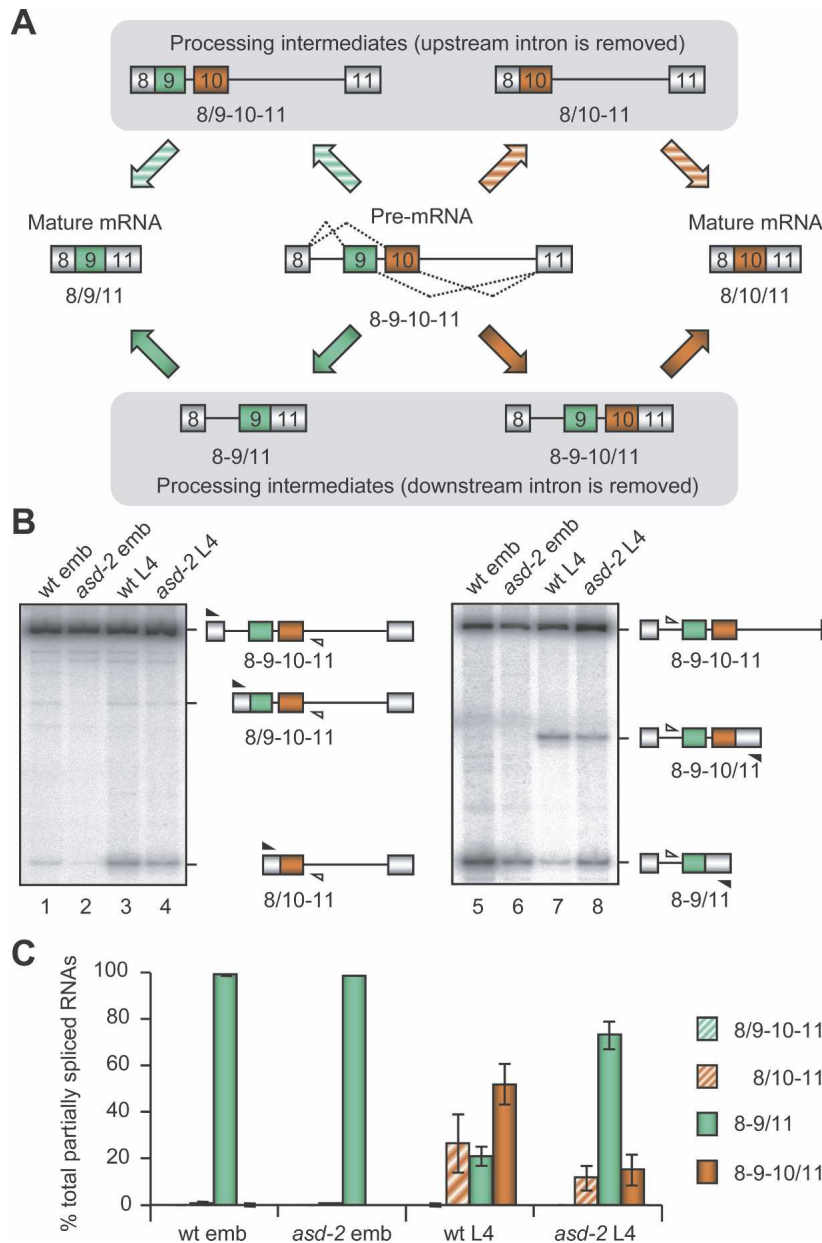 A
Processing intermediates (upstream intron is removed)
8 9 10 11
8/9-10-11
8 10 11
8/10-11
Mature mRNA
8 9 11
8/9/11
Pre-mRNA
8 9 10 11
8-9-10-11
Mature mRNA
8 10 11
8/10/11
8 9 11
8-9/11
8 9 10 11
8-9-10/11
Processing intermediates (downstream intron is removed)
B
wt emb
asd-2 emb
wt L4
asd-2 L4
8-9-10-11
8/9-10-11
8/10-11
1 2 3 4
wt emb
asd-2 emb
wt L4
asd-2 L4
8-9-10-11
8-9-10/11
8-9/11
5 6 7 8
C
% total partially spliced RNAs
100
80
60
40
20
0
wt emb
asd-2 emb
wt L4
asd-2 L4
8/9-10-11
8/10-11
8-9/11
8-9-10/11